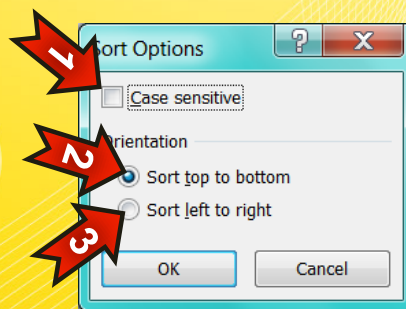 Sort Options
?
X
1
Case sensitive
Orientation
2
Sort top to bottom
3
Sort left to right
OK
Cancel